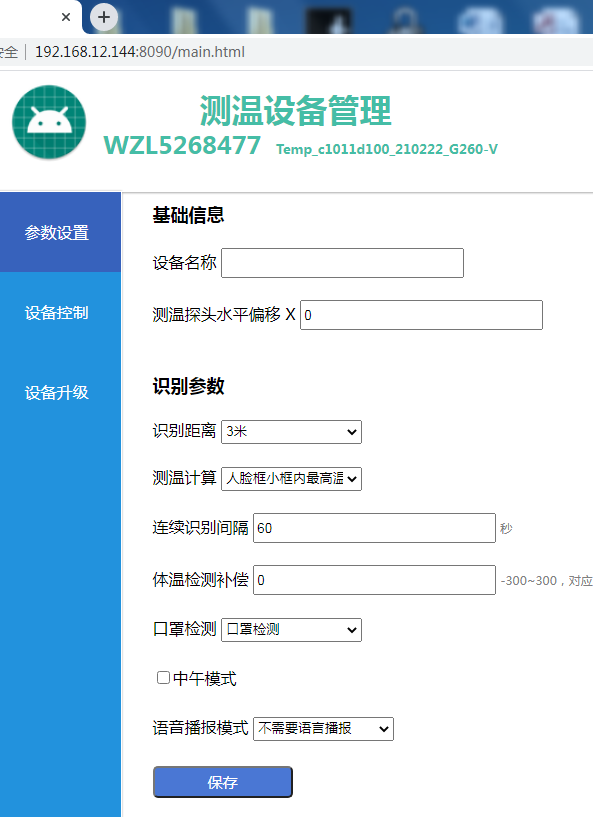 安全 192.168.12.144:8090/main.html
测温设备管理
WZL5268477 Temp_c1011d100_210222_G260-V
参数设置
设备控制
设备升级
基础信息
设备名称
测温探头水平偏移 X 0
识别参数
识别距离 3米
测温计算 人脸框小框内最高温
连续识别间隔 60 秒
体温检测补偿 0 -300~300，对应
口罩检测 口罩检测
中午模式
语音播报模式 不需要语言播报
保存